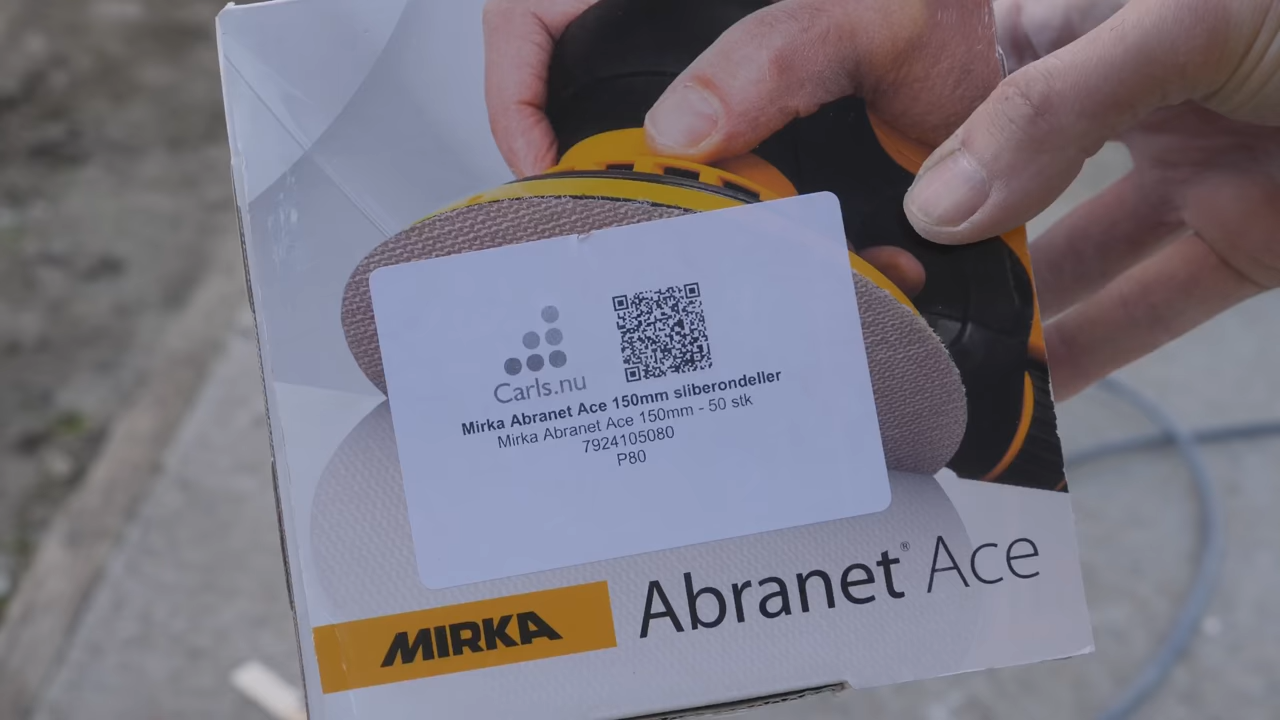 Carls.nu
Mirka Abranet Ace 150mm sliberondeller
Mirka Abranet Ace 150mm - 50 stk
7924105080
P80
Abranet® Ace
MIRKA